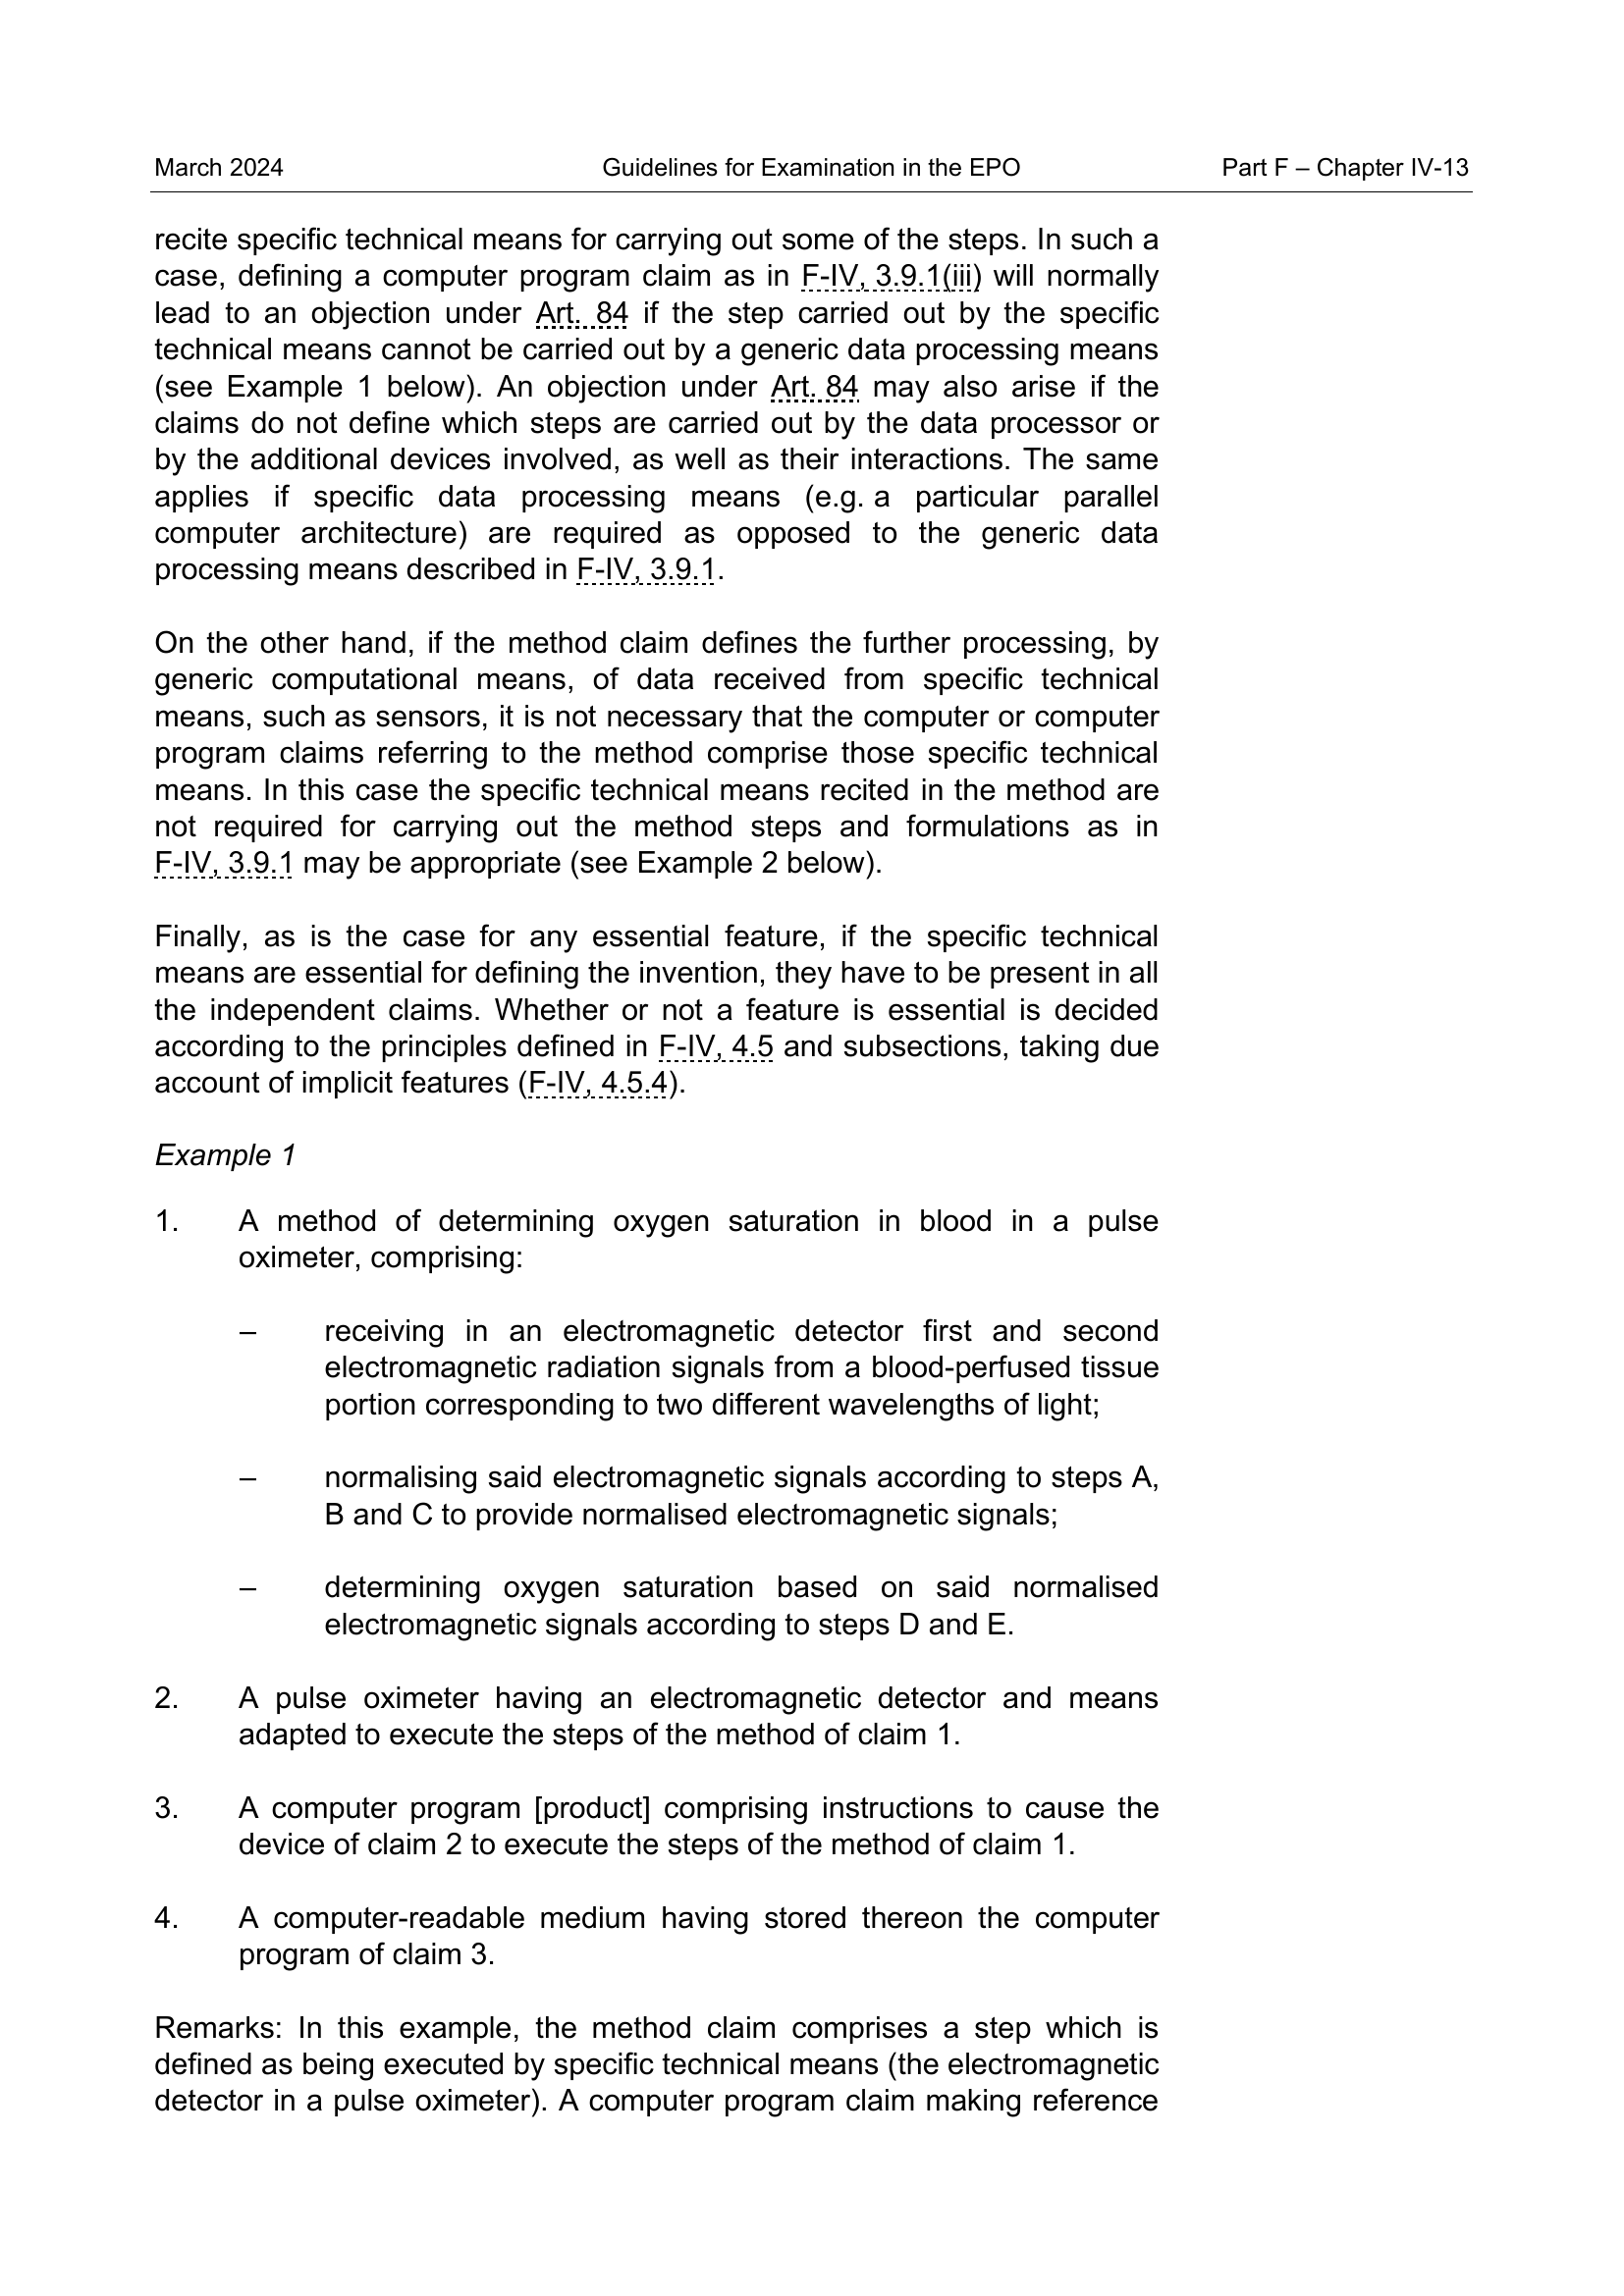 March 2024 Guidelines for Examination in the EPO Part F – Chapter IV-13
recite specific technical means for carrying out some of the steps. In such a
case, defining a computer program claim as in F-IV, 3.9.1(iii) will normally
lead to an objection under Art. 84 if the step carried out by the specific
technical means cannot be carried out by a generic data processing means
(see Example 1 below). An objection under Art. 84 may also arise if the
claims do not define which steps are carried out by the data processor or
by the additional devices involved, as well as their interactions. The same
applies if specific data processing means (e.g. a particular parallel
computer architecture) are required as opposed to the generic data
processing means described in F-IV, 3.9.1.
On the other hand, if the method claim defines the further processing, by
generic computational means, of data received from specific technical
means, such as sensors, it is not necessary that the computer or computer
program claims referring to the method comprise those specific technical
means. In this case the specific technical means recited in the method are
not required for carrying out the method steps and formulations as in
F-IV, 3.9.1 may be appropriate (see Example 2 below).
Finally, as is the case for any essential feature, if the specific technical
means are essential for defining the invention, they have to be present in all
the independent claims. Whether or not a feature is essential is decided
according to the principles defined in F-IV, 4.5 and subsections, taking due
account of implicit features (F-IV, 4.5.4).
Example 1
1. A method of determining oxygen saturation in blood in a pulse
oximeter, comprising:
– receiving in an electromagnetic detector first and second
electromagnetic radiation signals from a blood-perfused tissue
portion corresponding to two different wavelengths of light;
– normalising said electromagnetic signals according to steps A,
B and C to provide normalised electromagnetic signals;
– determining oxygen saturation based on said normalised
electromagnetic signals according to steps D and E.
2. A pulse oximeter having an electromagnetic detector and means
adapted to execute the steps of the method of claim 1.
3. A computer program [product] comprising instructions to cause the
device of claim 2 to execute the steps of the method of claim 1.
4. A computer-readable medium having stored thereon the computer
program of claim 3.
Remarks: In this example, the method claim comprises a step which is
defined as being executed by specific technical means (the electromagnetic
detector in a pulse oximeter). A computer program claim making reference